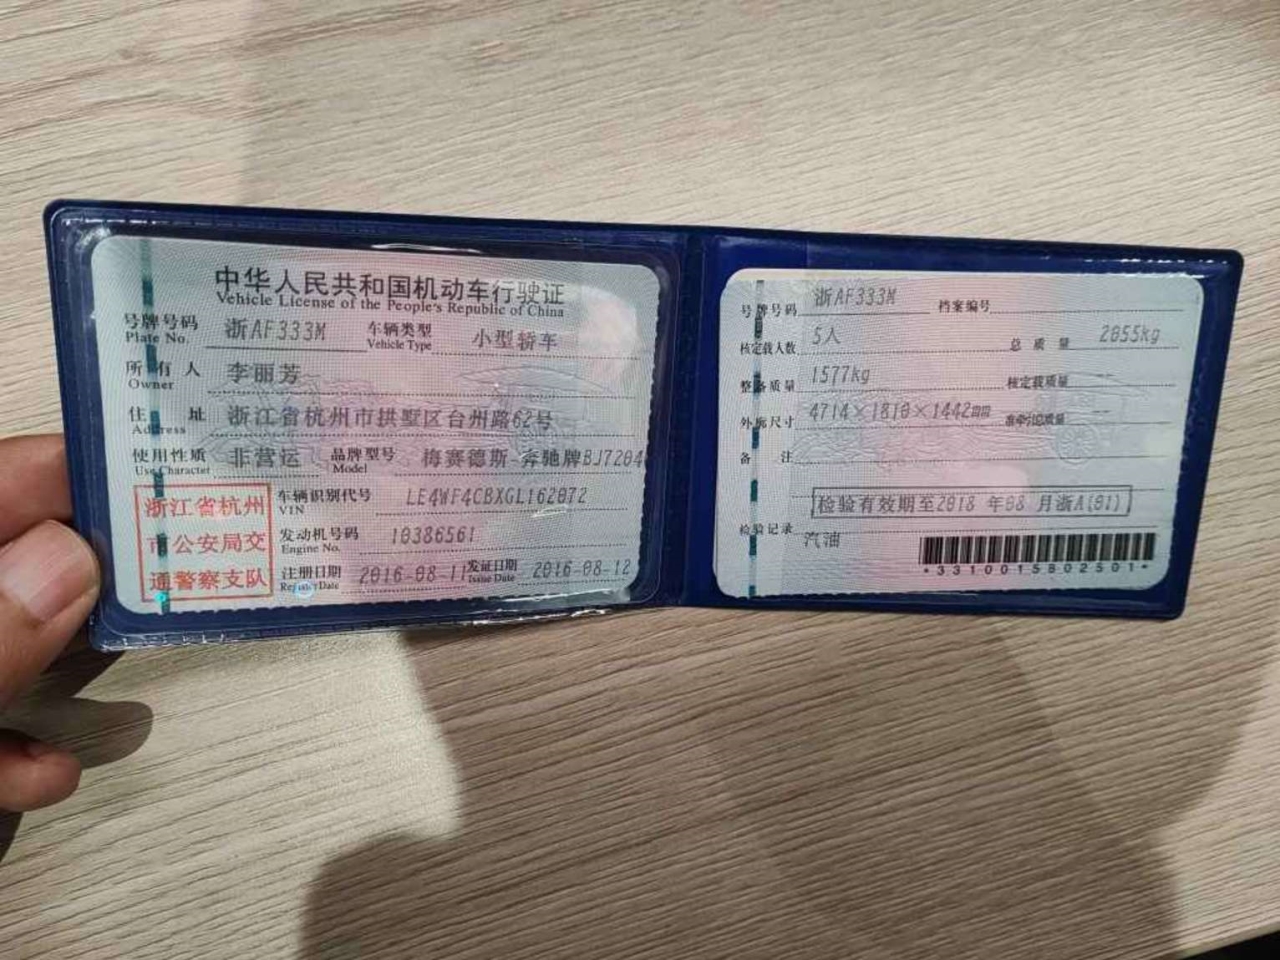 中华人民共和国机动车行驶证
Vehicle License of the People's Republic of China
号牌号码 浙AF333M 车辆类型 小型轿车
Plate No. Vehicle Type
所有人 李丽芳
Owner
住址 浙江省杭州市拱墅区台州路62号
Address
使用性质 非营运 品牌型号 梅赛德斯-奔驰牌BJ7204
Use Character Model
浙江省杭州
市公安局交
通警察支队
车辆识别代号 LE4WF4CBXGL162072
VIN
发动机号码 10386561
Engine No.
注册日期 2016-08-11 发证日期 2016-08-12
Register Date Issue Date
号牌号码 浙AF333M 档案编号
核定载人数 5人 总质量 2055kg
整备质量 1577kg 核定载质量 --
外廓尺寸 4714×1810×1442mm 准牵引总质量 --
备注
检验有效期至2018 年08 月浙A(01)
检验记录
汽油
*3310015802501*